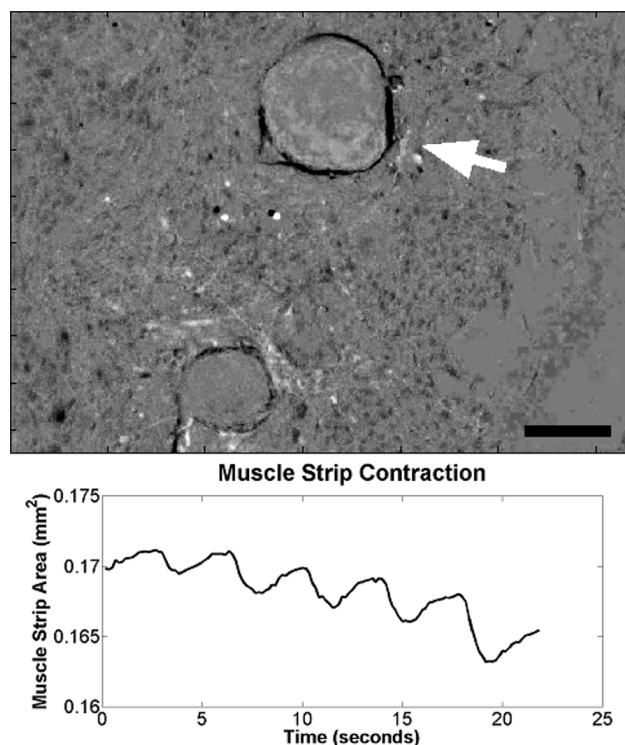 Muscle Strip Contraction
Muscle Strip Area (mm²)
0.175
0.17
0.165
0.16
0 5 10 15 20 25
Time (seconds)